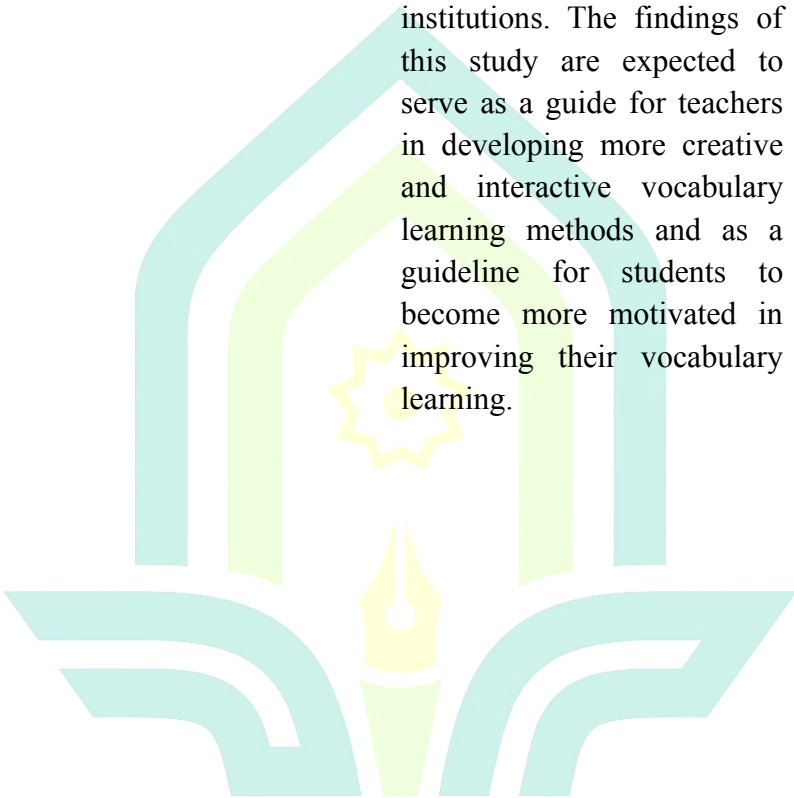 institutions. The findings of
this study are expected to
serve as a guide for teachers
in developing more creative
and interactive vocabulary
learning methods and as a
guideline for students to
become more motivated in
improving their vocabulary
learning.